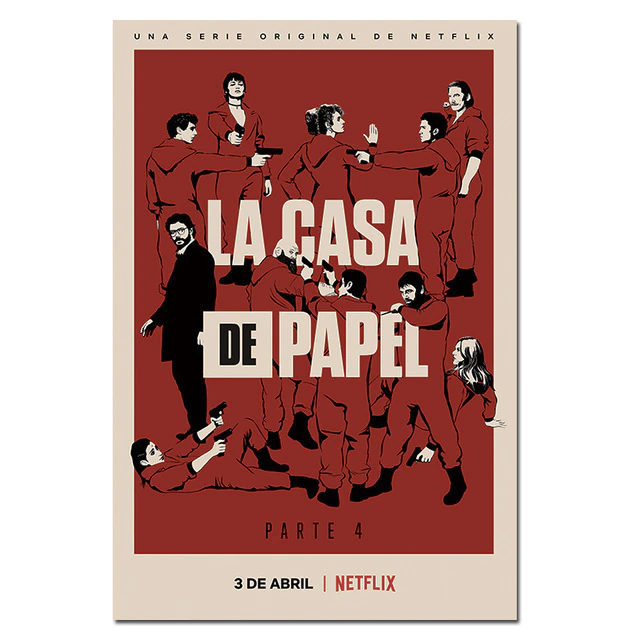 UNA SERIE ORIGINAL DE NETFLIX
LA CASA
DE PAPEL
PARTE 4
3 DE ABRIL | NETFLIX